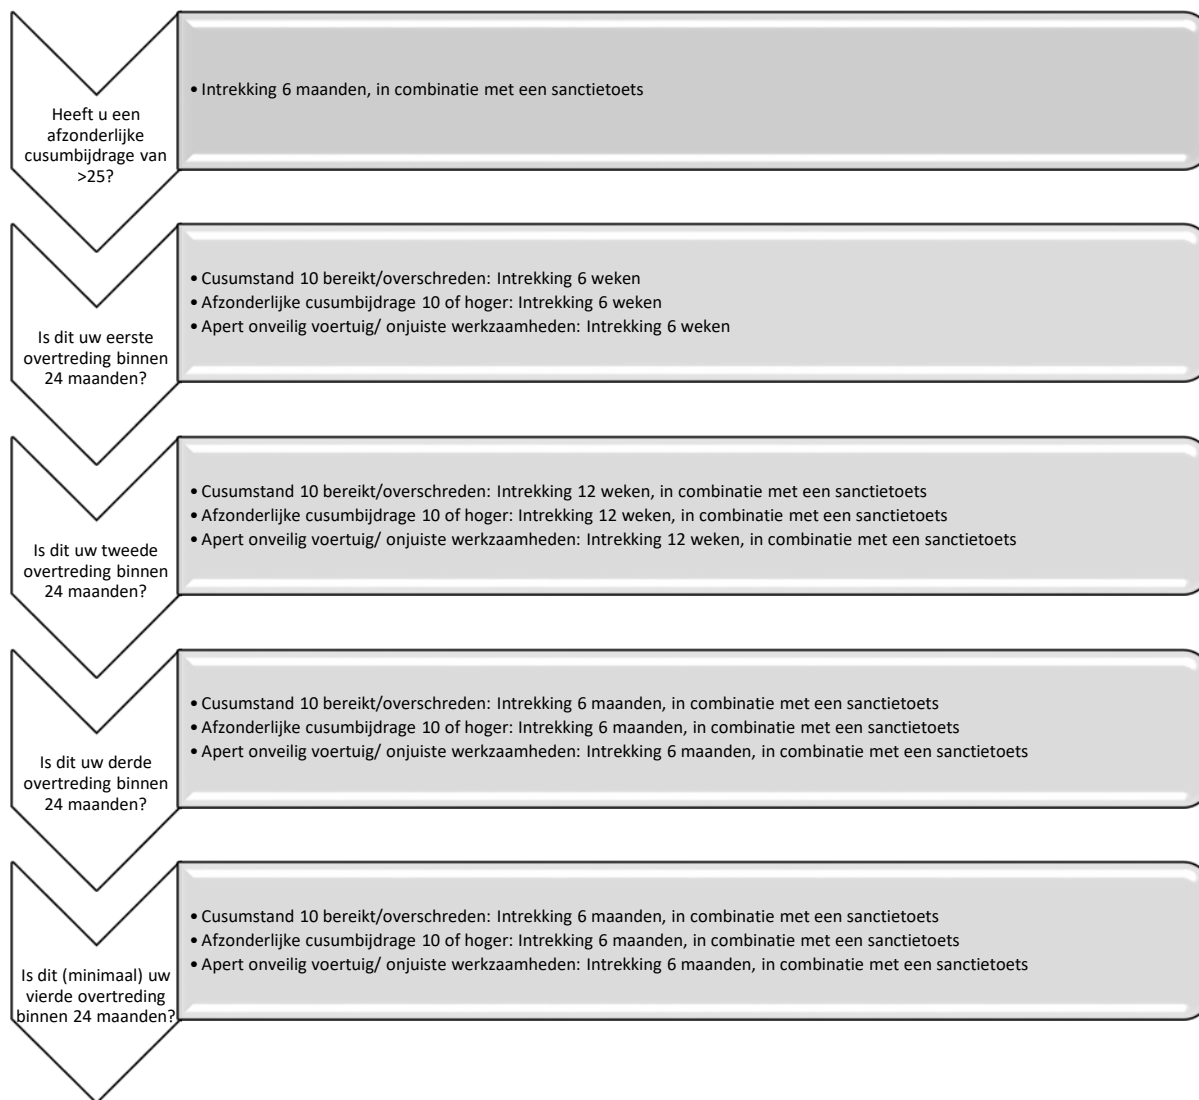 Heeft u een
afzonderlijke
cusumbijdrage van
>25?
• Intrekking 6 maanden, in combinatie met een sanctietoets
Is dit uw eerste
overtreding binnen
24 maanden?
• Cusumstand 10 bereikt/overschreden: Intrekking 6 weken
• Afzonderlijke cusumbijdrage 10 of hoger: Intrekking 6 weken
• Apert onveilig voertuig/ onjuiste werkzaamheden: Intrekking 6 weken
Is dit uw tweede
overtreding binnen
24 maanden?
• Cusumstand 10 bereikt/overschreden: Intrekking 12 weken, in combinatie met een sanctietoets
• Afzonderlijke cusumbijdrage 10 of hoger: Intrekking 12 weken, in combinatie met een sanctietoets
• Apert onveilig voertuig/ onjuiste werkzaamheden: Intrekking 12 weken, in combinatie met een sanctietoets
Is dit uw derde
overtreding binnen
24 maanden?
• Cusumstand 10 bereikt/overschreden: Intrekking 6 maanden, in combinatie met een sanctietoets
• Afzonderlijke cusumbijdrage 10 of hoger: Intrekking 6 maanden, in combinatie met een sanctietoets
• Apert onveilig voertuig/ onjuiste werkzaamheden: Intrekking 6 maanden, in combinatie met een sanctietoets
Is dit (minimaal) uw
vierde overtreding
binnen 24 maanden?
• Cusumstand 10 bereikt/overschreden: Intrekking 6 maanden, in combinatie met een sanctietoets
• Afzonderlijke cusumbijdrage 10 of hoger: Intrekking 6 maanden, in combinatie met een sanctietoets
• Apert onveilig voertuig/ onjuiste werkzaamheden: Intrekking 6 maanden, in combinatie met een sanctietoets